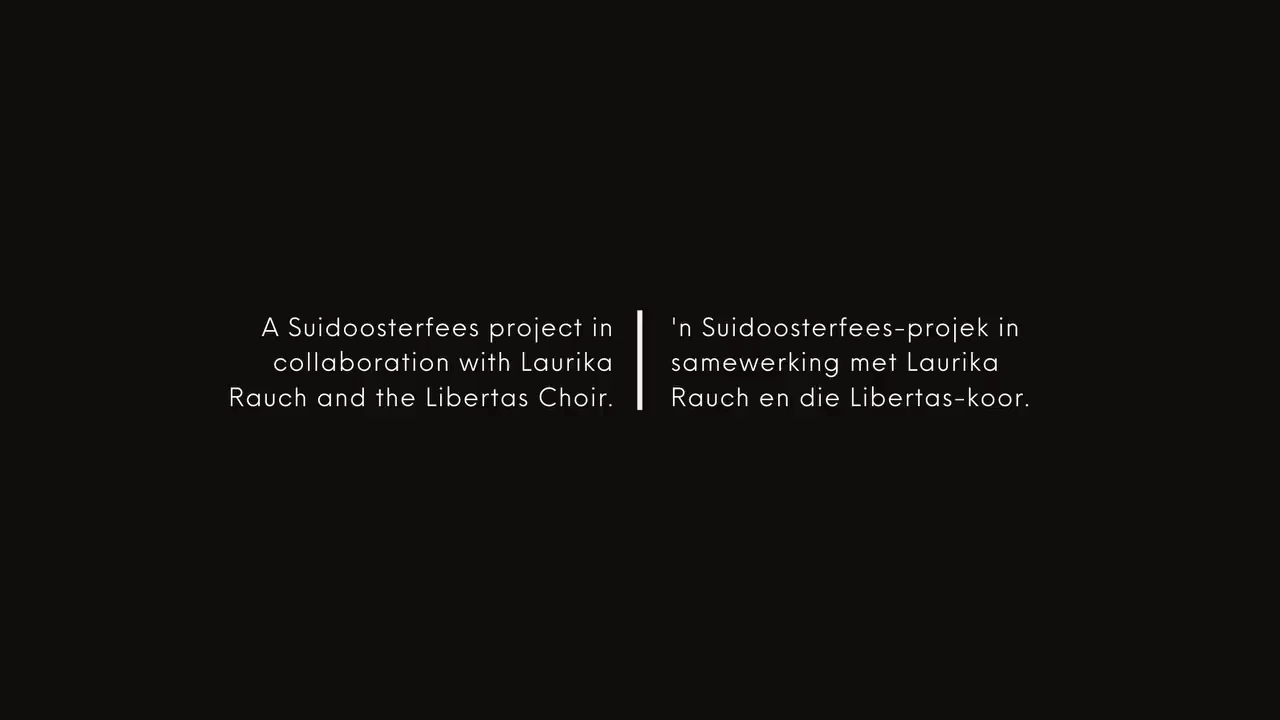 A Suidoosterfees project in
collaboration with Laurika
Rauch and the Libertas Choir.
'n Suidoosterfees-projek in
samewerking met Laurika
Rauch en die Libertas-koor.